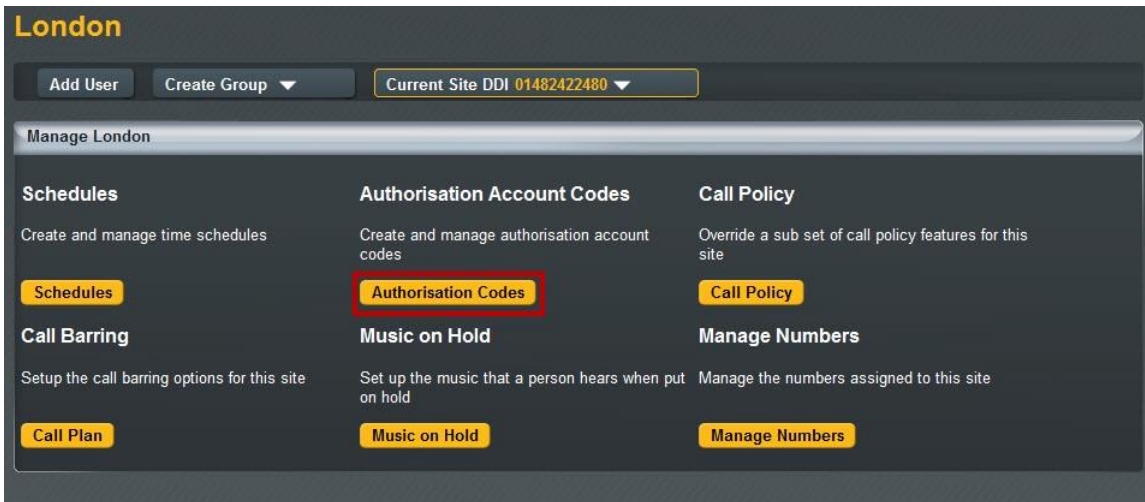 London
Add User Create Group Current Site DDI 01482422480
Manage London
Schedules
Create and manage time schedules
Schedules
Authorisation Account Codes
Create and manage authorisation account
codes
Authorisation Codes
Call Policy
Override a sub set of call policy features for this
site
Call Policy
Call Barring
Setup the call barring options for this site
Call Plan
Music on Hold
Set up the music that a person hears when put
on hold
Music on Hold
Manage Numbers
Manage the numbers assigned to this site
Manage Numbers